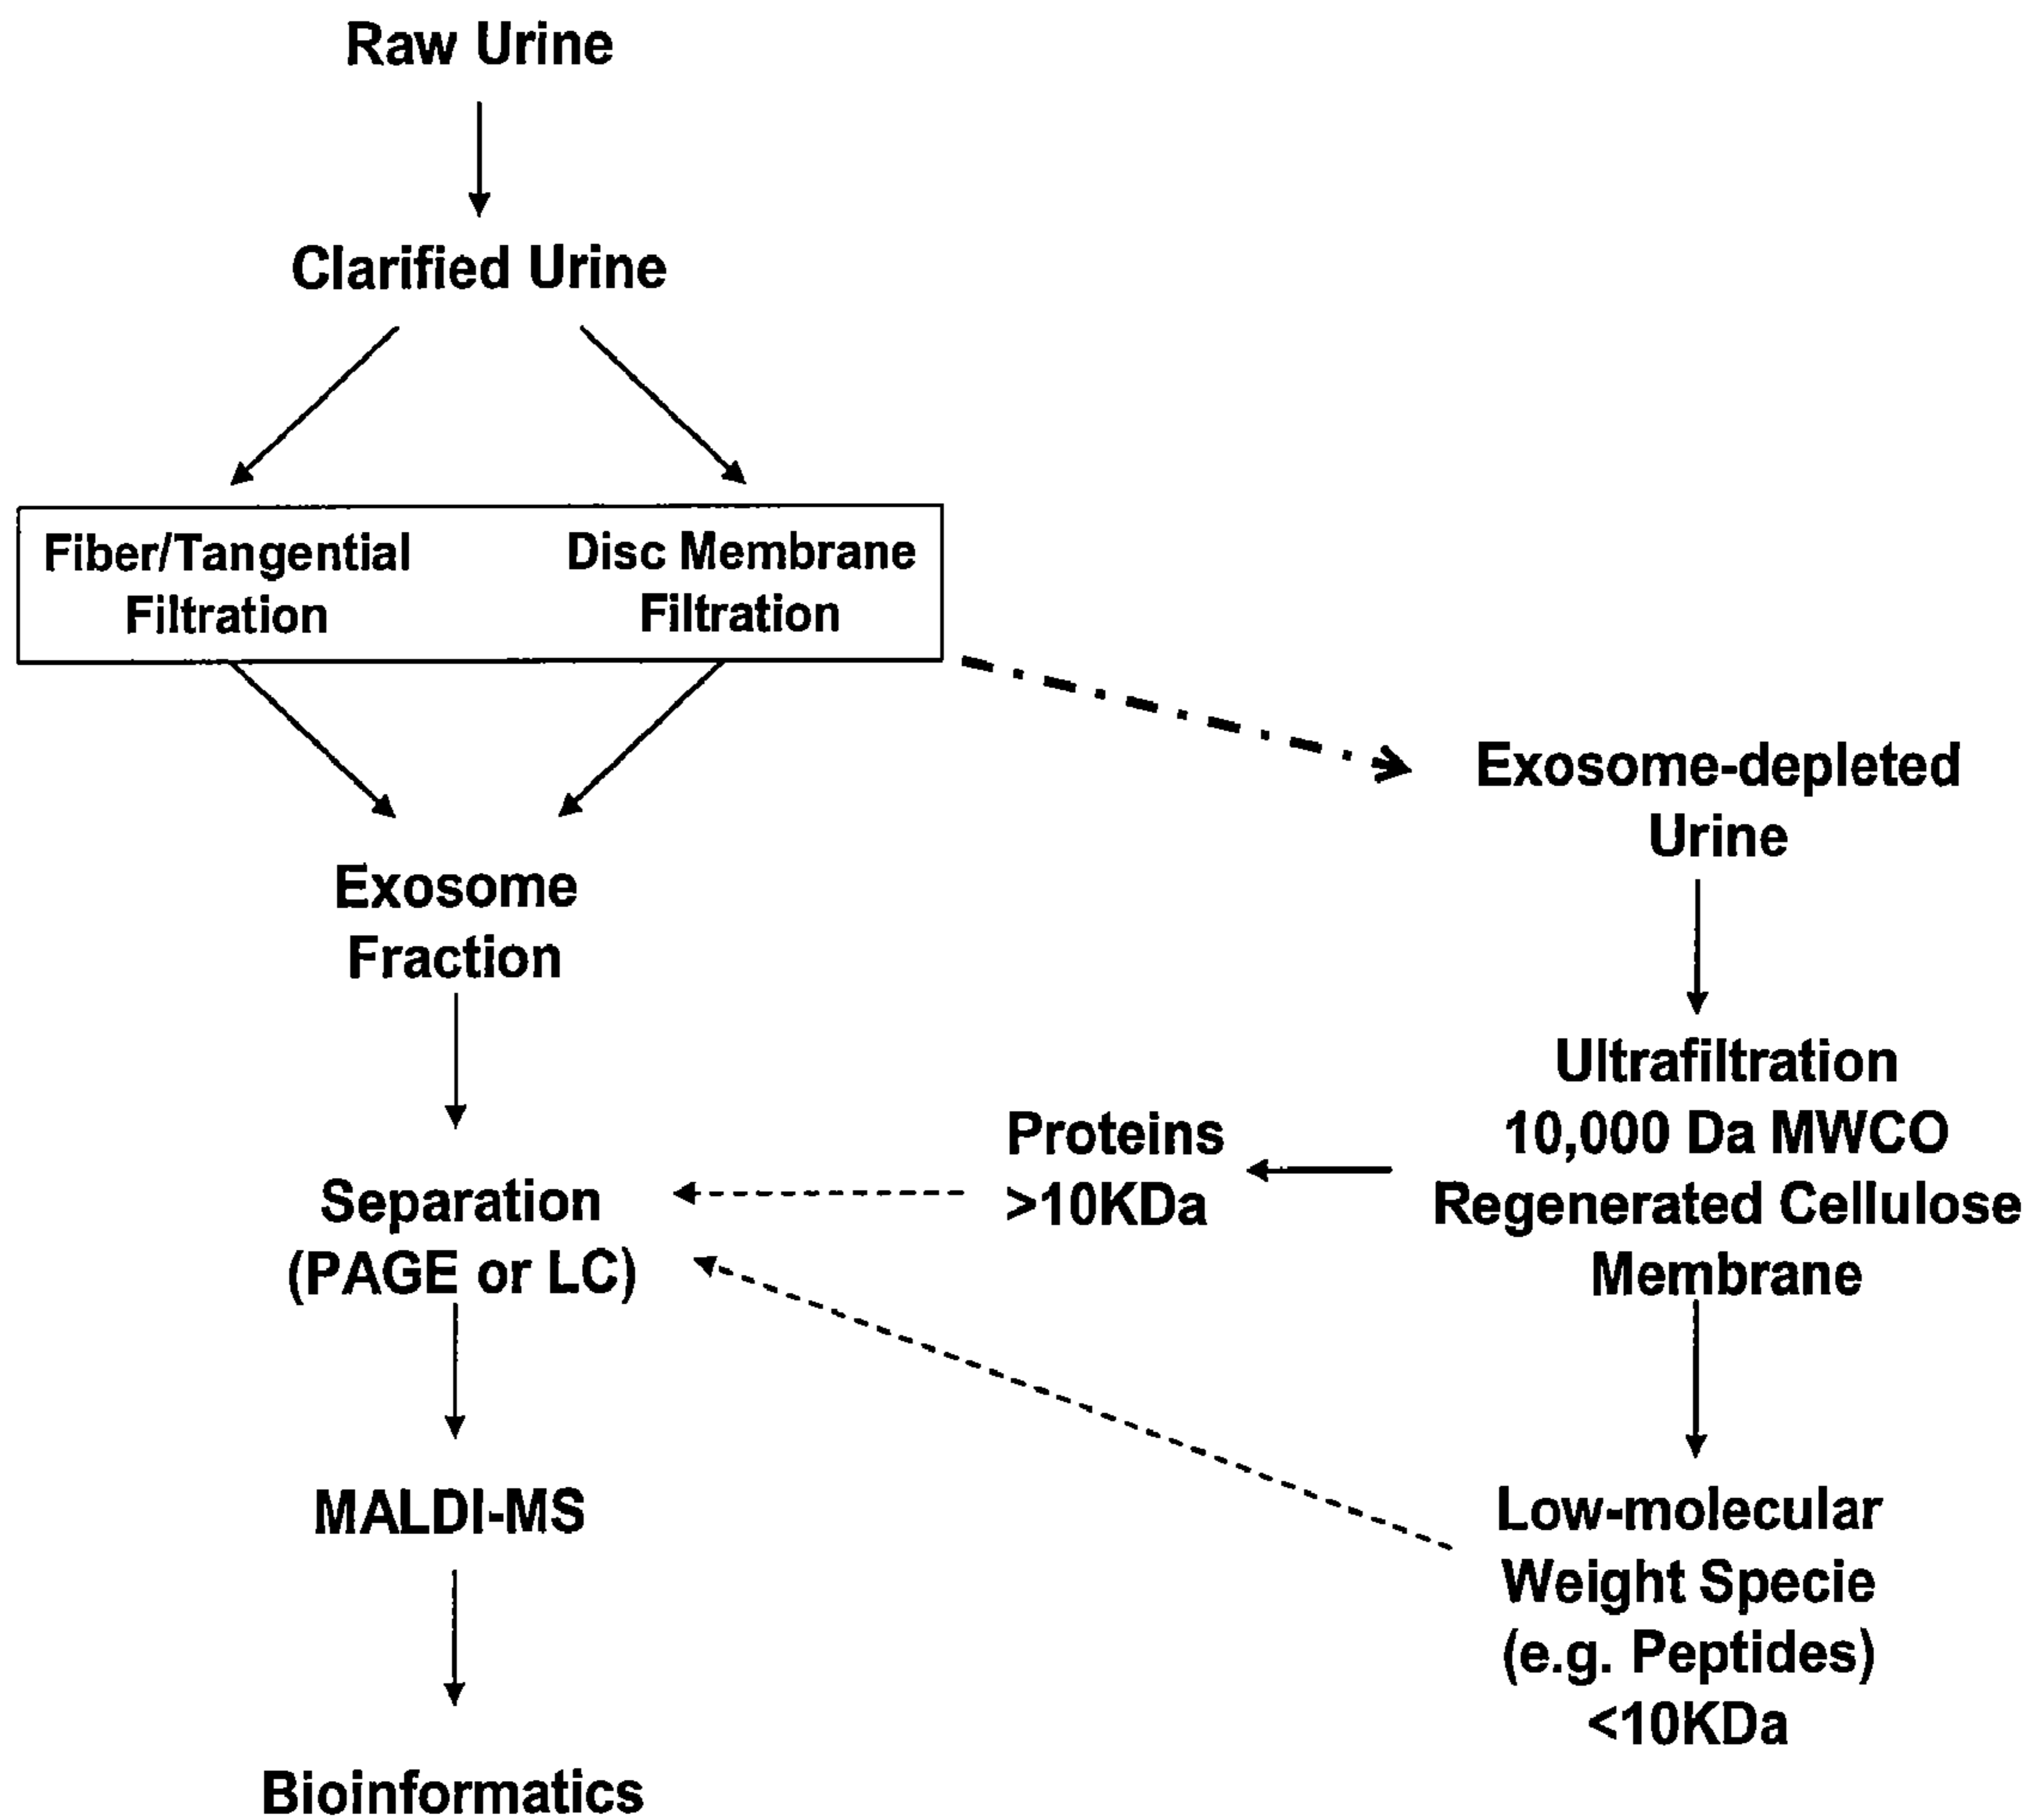 Raw Urine
Clarified Urine
Fiber/Tangential
Filtration
Disc Membrane
Filtration
Exosome-depleted
Urine
Exosome
Fraction
Ultrafiltration
10,000 Da MWCO
Regenerated Cellulose
Membrane
Proteins
>10KDa
Separation
(PAGE or LC)
MALDI-MS
Low-molecular
Weight Specie
(e.g. Peptides)
<10KDa
Bioinformatics